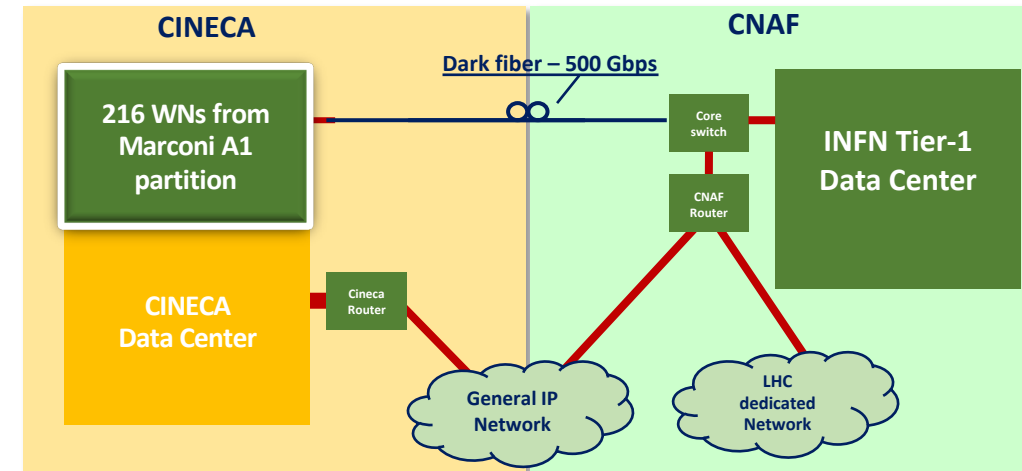 CINECA
CNAF
Dark fiber – 500 Gbps
216 WNs from
Marconi A1
partition
Core
switch
INFN Tier-1
Data Center
CNAF
Router
CINECA
Data Center
Cineca
Router
General IP
Network
LHC
dedicated
Network